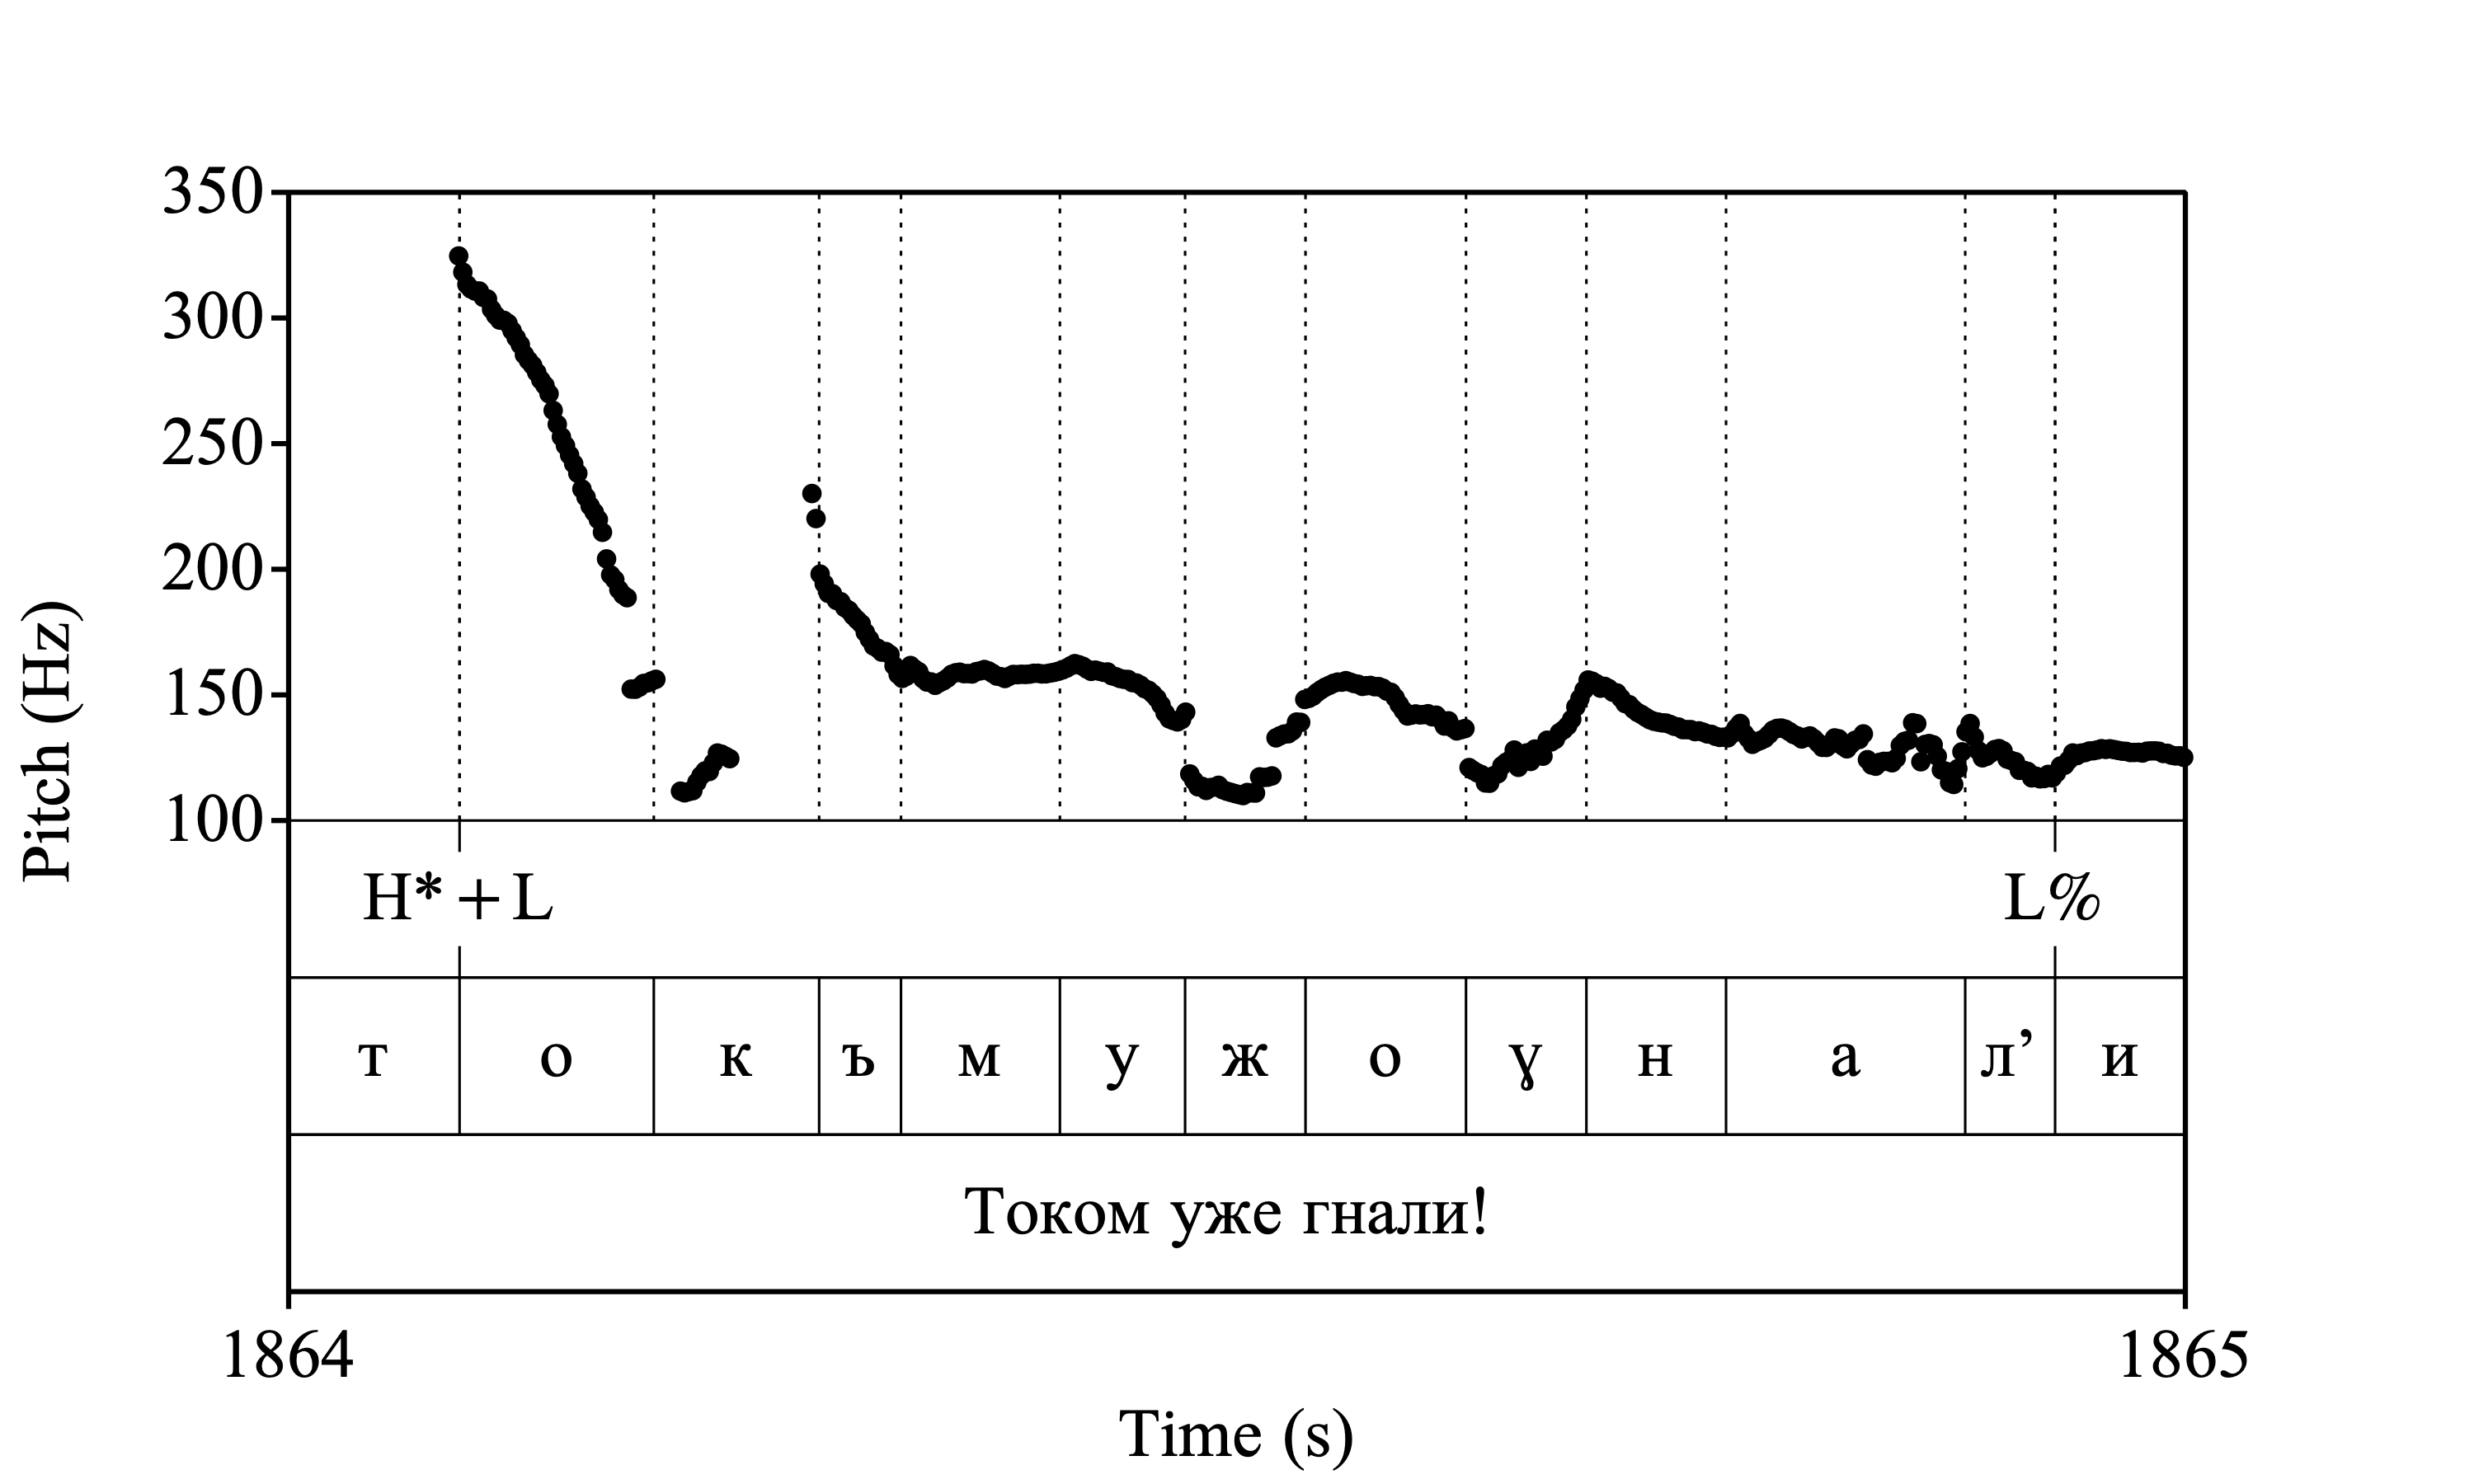 350
300
250
200
150
100
Pitch (Hz)
H*+L L%
т о к ъ м у ж о ɣ н а л’ и
Током уже гнали!
1864 1865
Time (s)